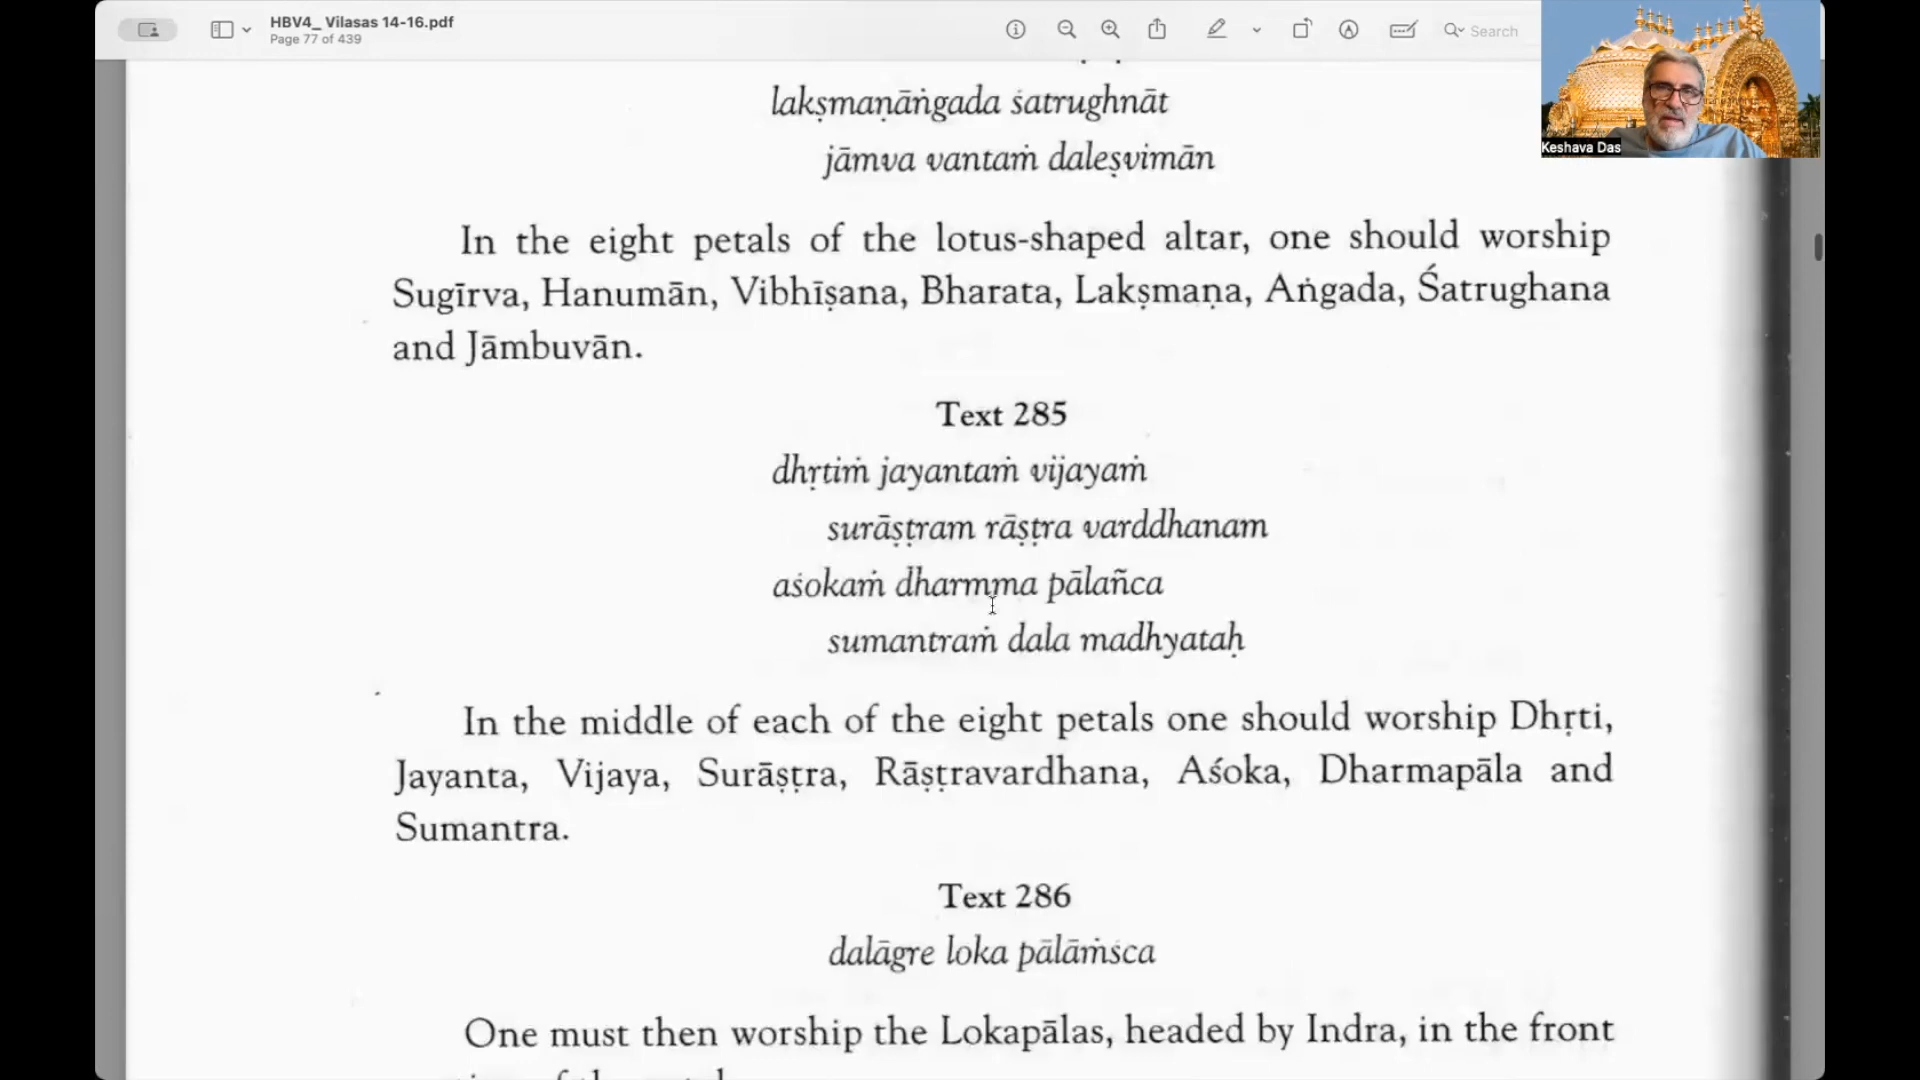 HBV4_ Vilasas 14-16.pdf
Page 77 of 439
Search
Keshava Das
lakṣmaṇāṅgada śatrughnāt
jāmva vantaṁ daleṣvimān
In the eight petals of the lotus-shaped altar, one should worship
Sugīrva, Hanumān, Vibhīṣana, Bharata, Lakṣmaṇa, Aṅgada, Śatrughana
and Jāmbuvān.
Text 285
dhṛtiṁ jayantaṁ vijayaṁ
surāṣṭram rāṣṭra varddhanam
aśokaṁ dharmma pālañca
sumantraṁ dala madhyataḥ
In the middle of each of the eight petals one should worship Dhṛti,
Jayanta, Vijaya, Surāṣṭra, Rāṣṭravardhana, Aśoka, Dharmapāla and
Sumantra.
Text 286
dalāgre loka pālāṁśca
One must then worship the Lokapālas, headed by Indra, in the front